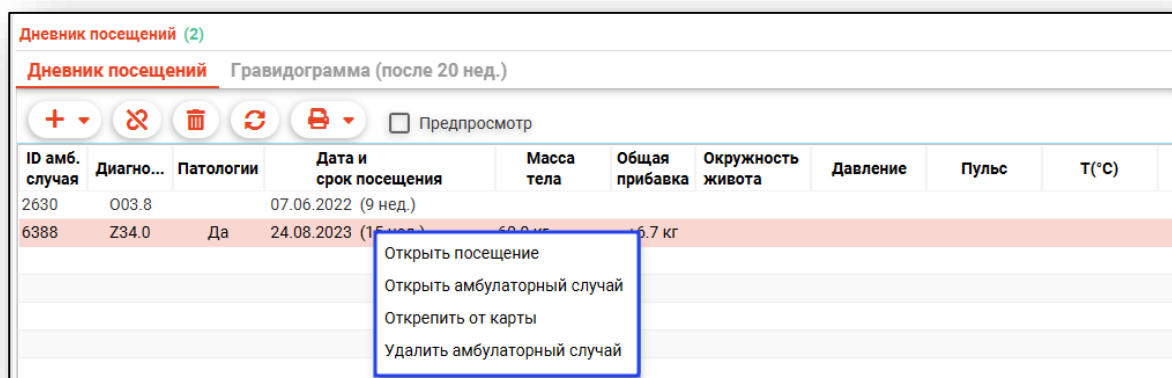 Дневник посещений (2)
Дневник посещений Гравидограмма (после 20 нед.)
Предпросмотр
ID амб. случая Диагно... Патологии Дата и срок посещения Масса тела Общая прибавка Окружность живота Давление Пульс T(°C)
2630 O03.8 07.06.2022 (9 нед.)
6388 Z34.0 Да 24.08.2023 (15 6.7 кг
Открыть посещение
Открыть амбулаторный случай
Открепить от карты
Удалить амбулаторный случай